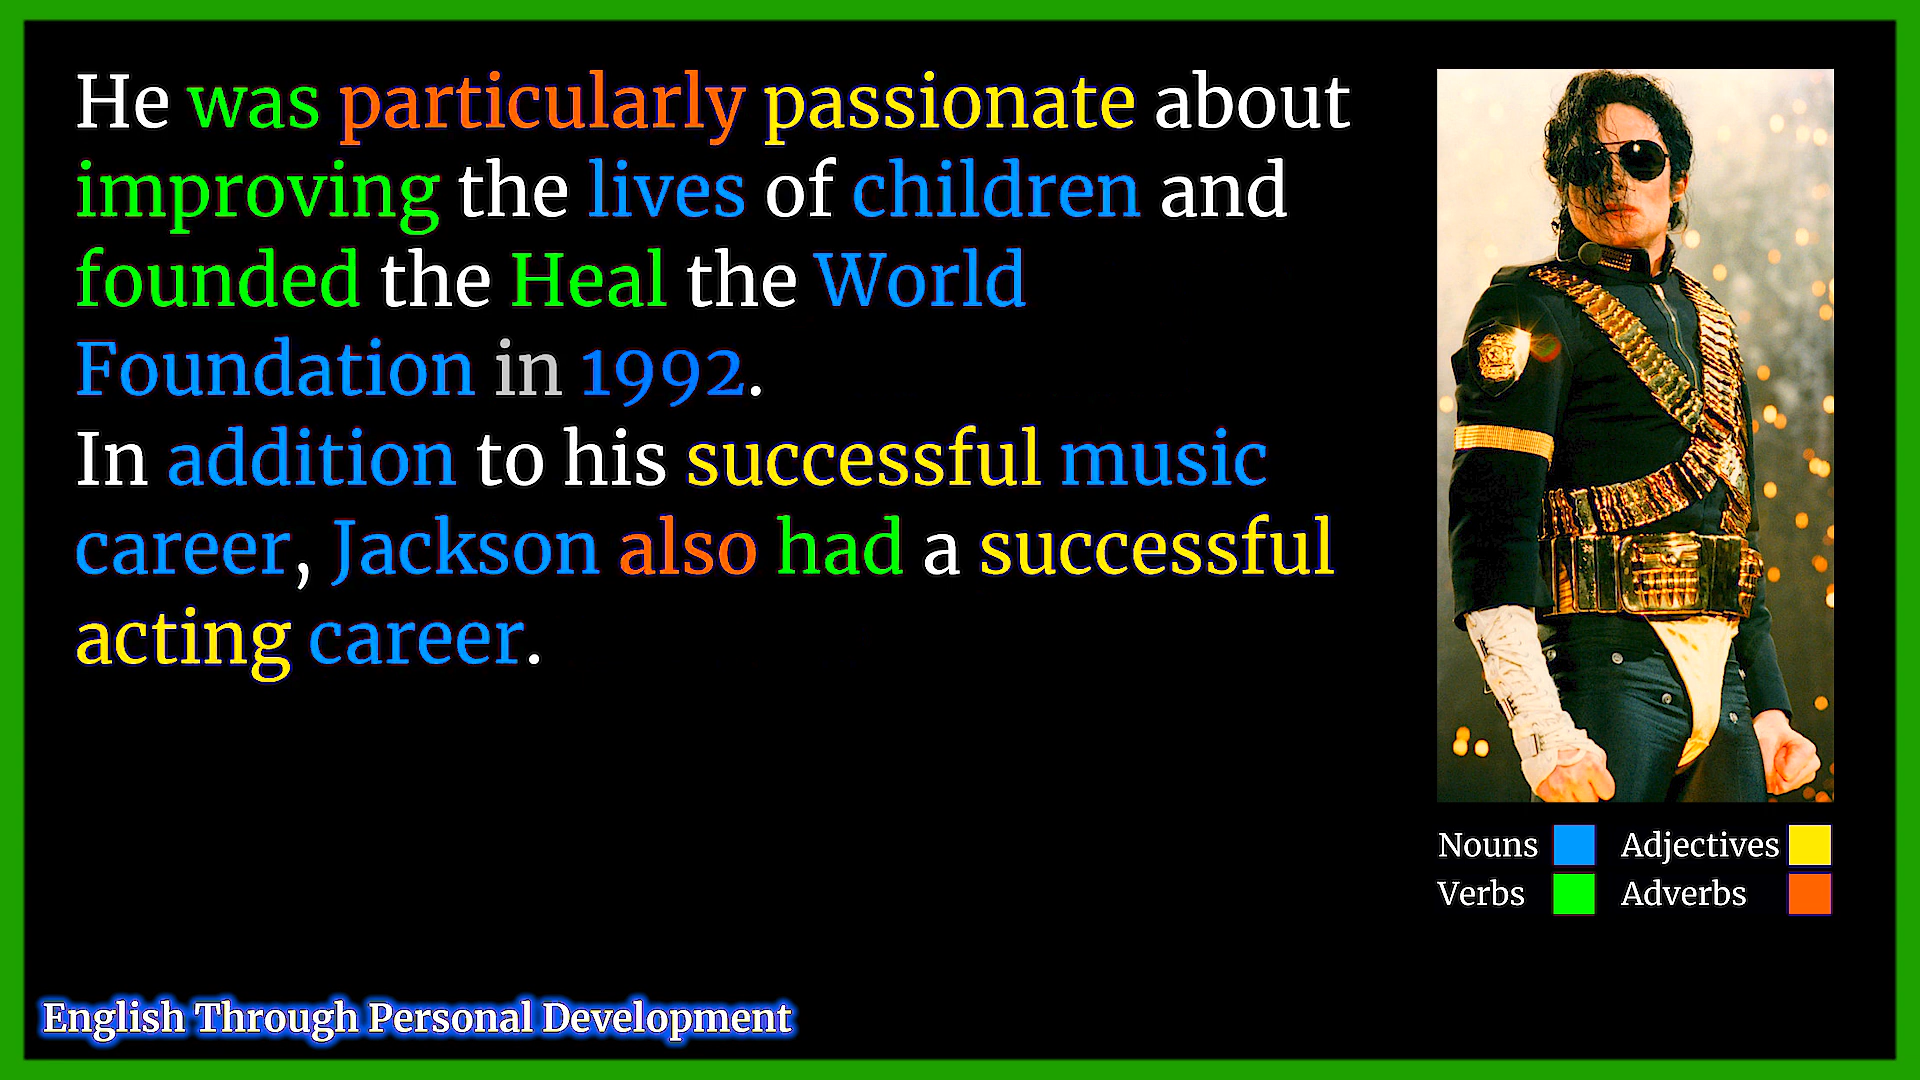 He was particularly passionate about
improving the lives of children and
founded the Heal the World
Foundation in 1992.
In addition to his successful music
career, Jackson also had a successful
acting career.
Nouns Adjectives
Verbs Adverbs
English Through Personal Development